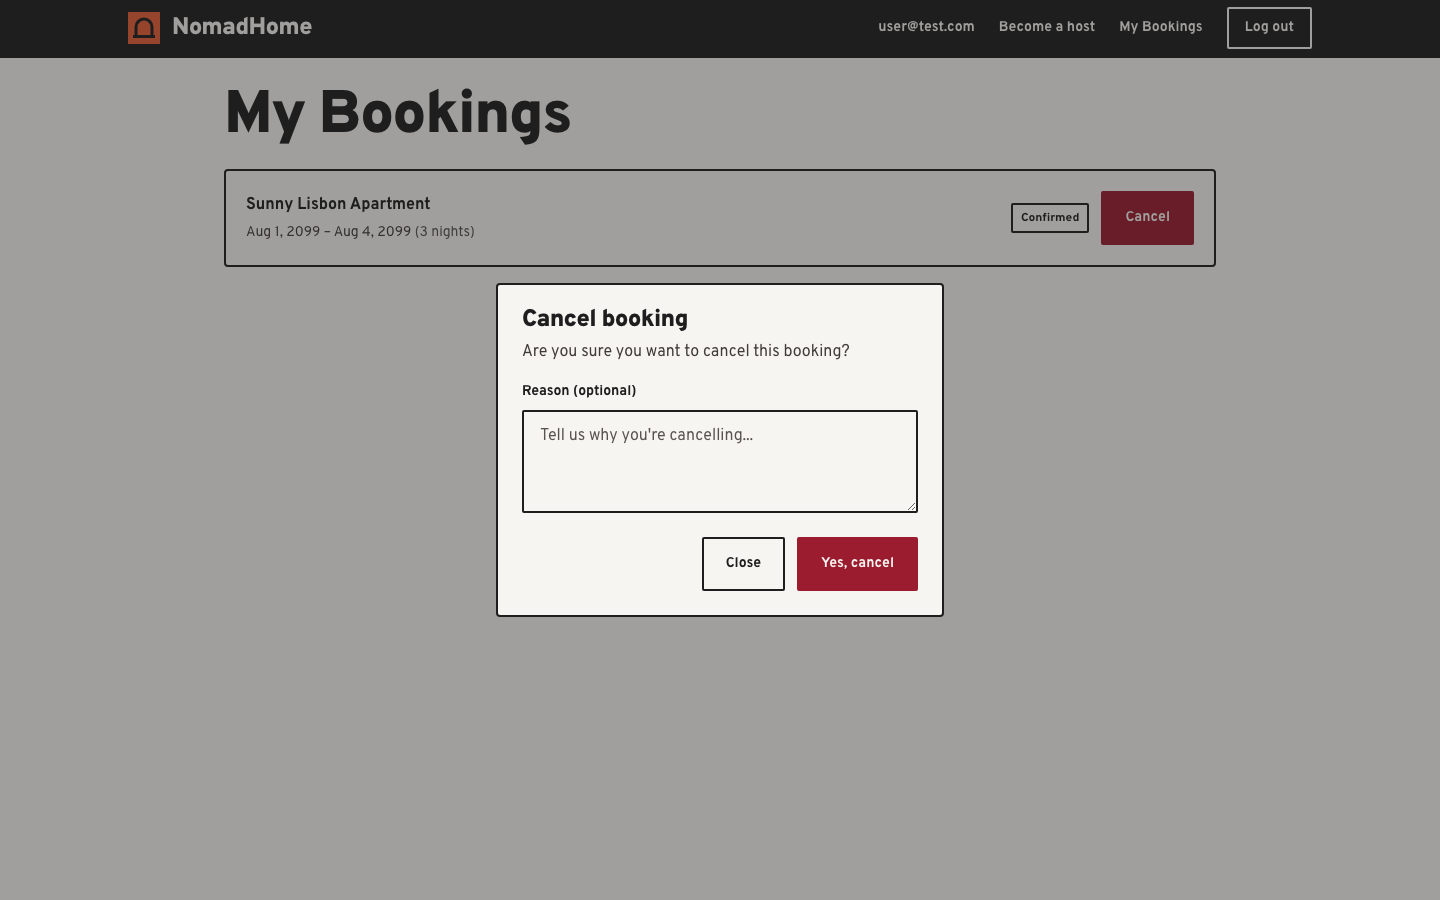 NomadHome
user@test.com
Become a host
My Bookings
Log out
My Bookings
Sunny Lisbon Apartment
Aug 1, 2099 – Aug 4, 2099 (3 nights)
Confirmed
Cancel
Cancel booking
Are you sure you want to cancel this booking?
Reason (optional)
Tell us why you're cancelling...
Close
Yes, cancel